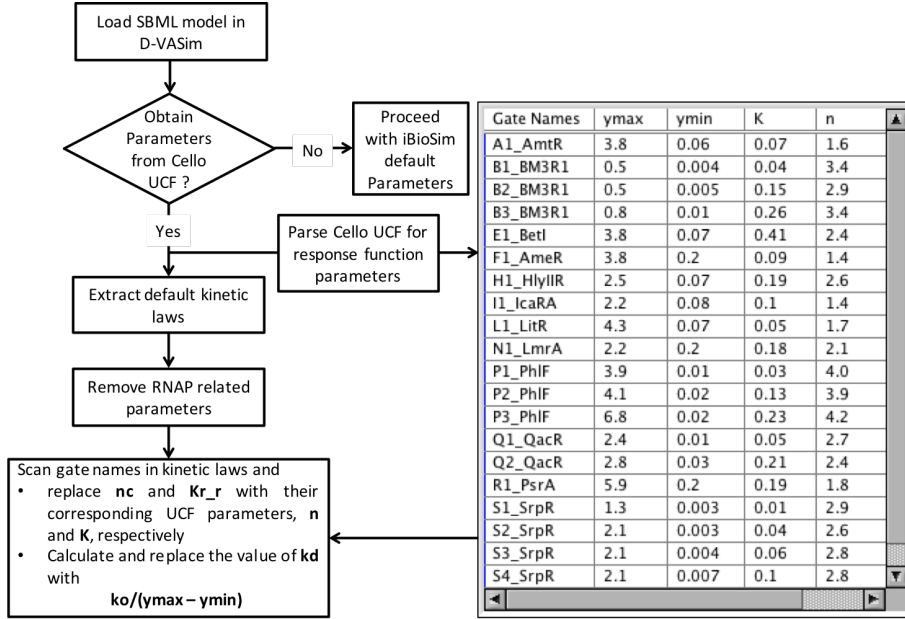 Load SBML model in
D-VASim
Obtain
Parameters
from Cello
UCF ?
No
Proceed
with iBioSim
default
Parameters
Yes
Parse Cello UCF for
response function
parameters
Extract default kinetic
laws
Remove RNAP related
parameters
Scan gate names in kinetic laws and
• replace nc and Kr_r with their
corresponding UCF parameters, n
and K, respectively
• Calculate and replace the value of kd
with
ko/(ymax – ymin)
Gate Names ymax ymin K n
A1_AmtR 3.8 0.06 0.07 1.6
B1_BM3R1 0.5 0.004 0.04 3.4
B2_BM3R1 0.5 0.005 0.15 2.9
B3_BM3R1 0.8 0.01 0.26 3.4
E1_BetI 3.8 0.07 0.41 2.4
F1_AmeR 3.8 0.2 0.09 1.4
H1_HlyIIR 2.5 0.07 0.19 2.6
I1_IcaRA 2.2 0.08 0.1 1.4
L1_LitR 4.3 0.07 0.05 1.7
N1_LmrA 2.2 0.2 0.18 2.1
P1_PhlF 3.9 0.01 0.03 4.0
P2_PhlF 4.1 0.02 0.13 3.9
P3_PhlF 6.8 0.02 0.23 4.2
Q1_QacR 2.4 0.01 0.05 2.7
Q2_QacR 2.8 0.03 0.21 2.4
R1_PsrA 5.9 0.2 0.19 1.8
S1_SrpR 1.3 0.003 0.01 2.9
S2_SrpR 2.1 0.003 0.04 2.6
S3_SrpR 2.1 0.004 0.06 2.8
S4_SrpR 2.1 0.007 0.1 2.8